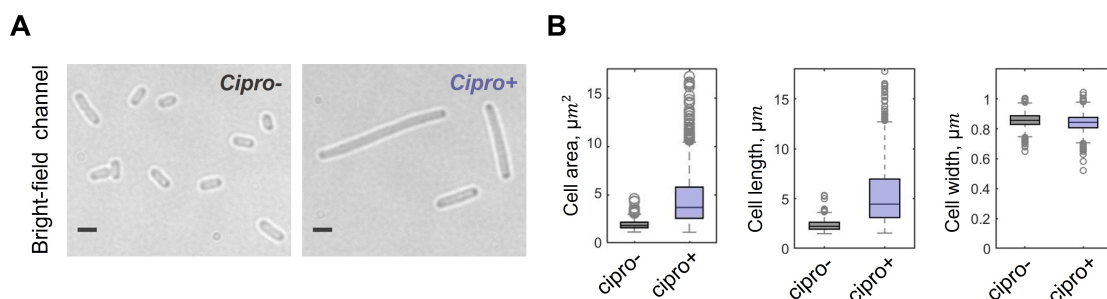 A
B
Bright-field channel
Cipro-
Cipro+
Cell area, μm²
15
10
5
0
cipro-
cipro+
Cell length, μm
15
10
5
0
cipro-
cipro+
Cell width, μm
1
0.8
0.6
0.4
0.2
0
cipro-
cipro+